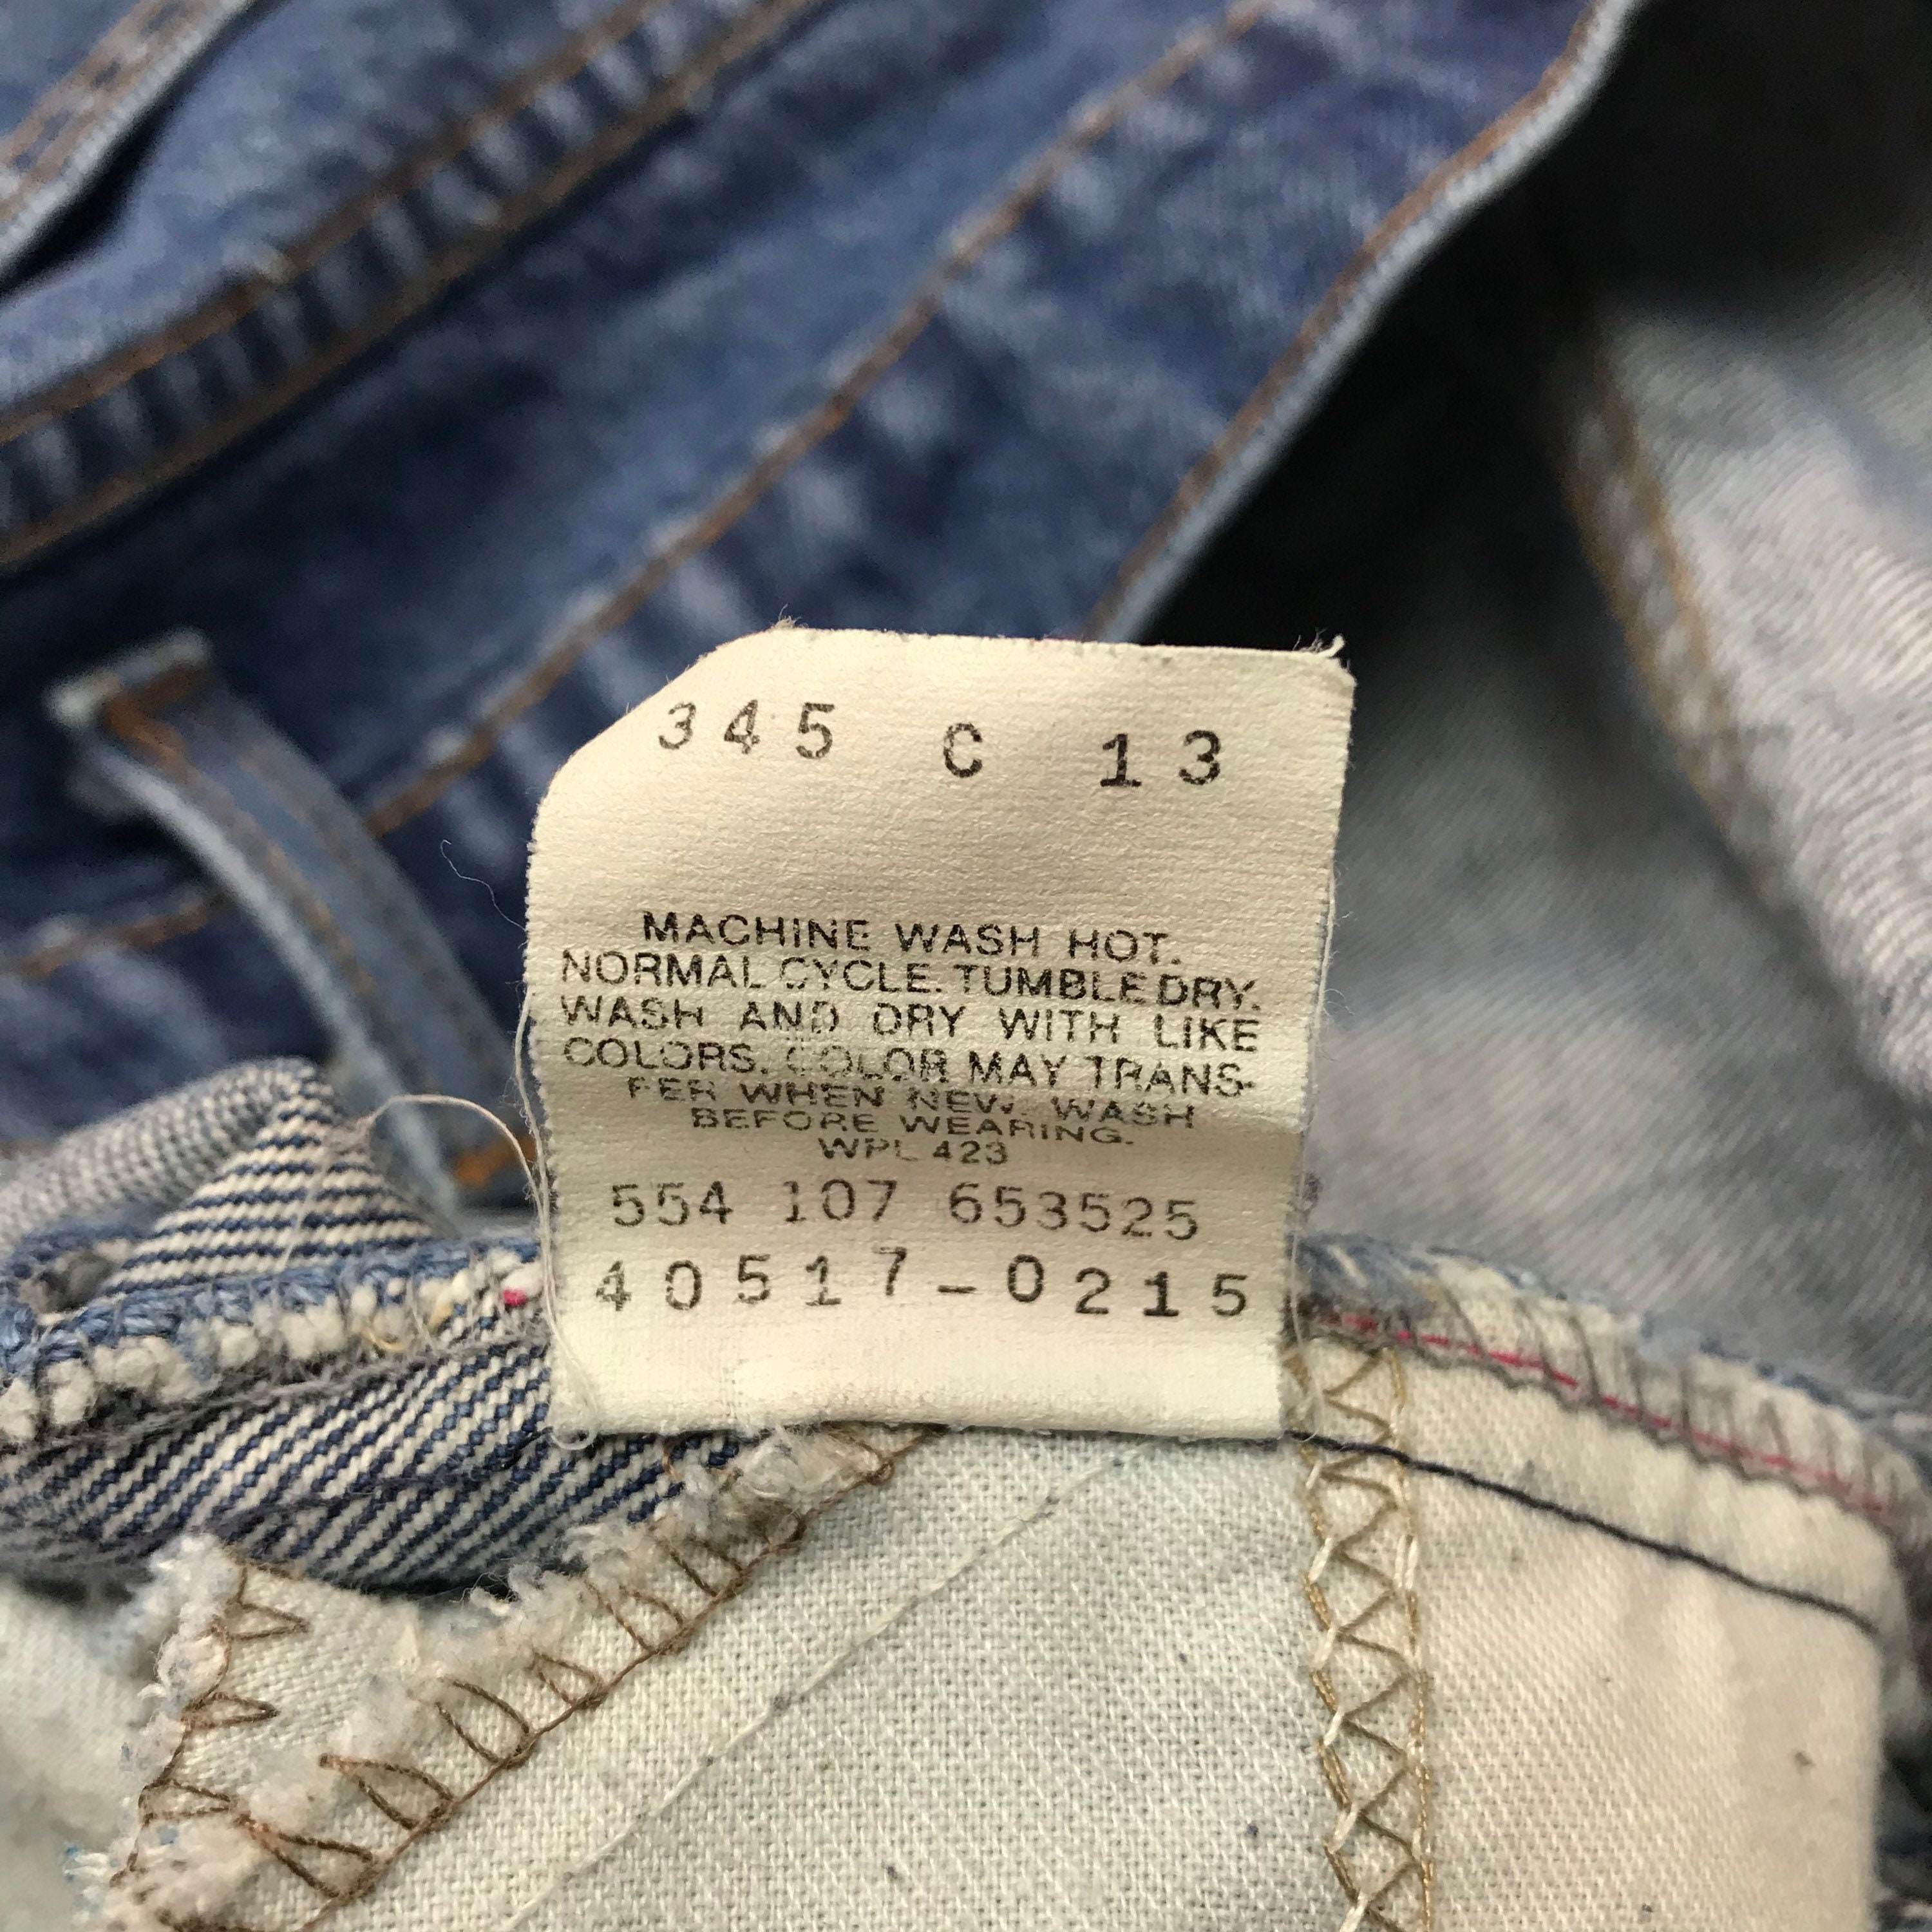 345 C 13
MACHINE WASH HOT.
NORMAL CYCLE. TUMBLE DRY.
WASH AND DRY WITH LIKE
COLORS. COLOR MAY TRANS-
FER WHEN NEW. WASH
BEFORE WEARING.
WPL 423
554 107 653525
40517-0215